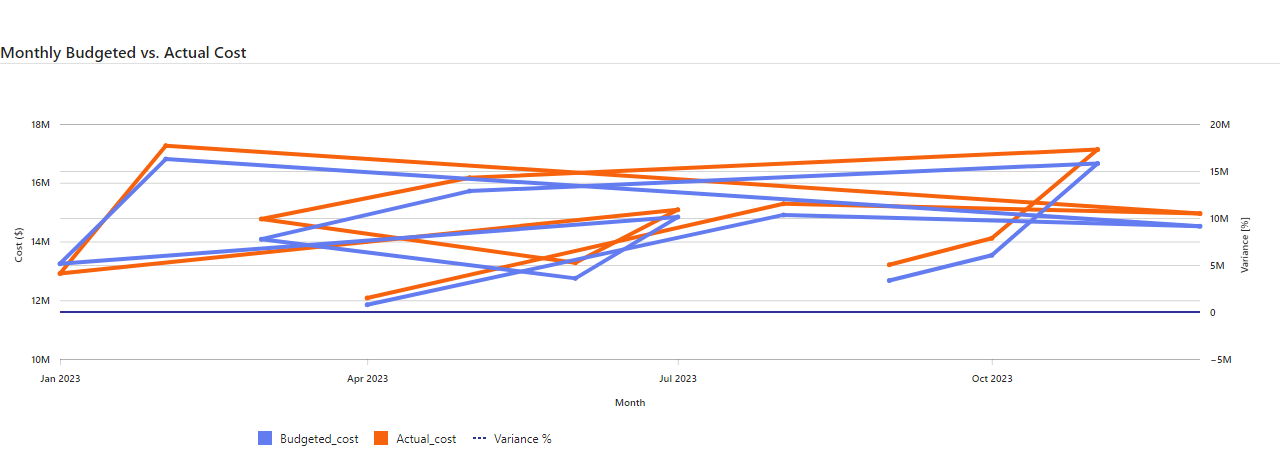 Monthly Budgeted vs. Actual Cost
18M
16M
14M
12M
10M
Cost ($)
20M
15M
10M
5M
0
−5M
Variance [%]
Jan 2023
Apr 2023
Jul 2023
Oct 2023
Month
Budgeted_cost
Actual_cost
Variance %